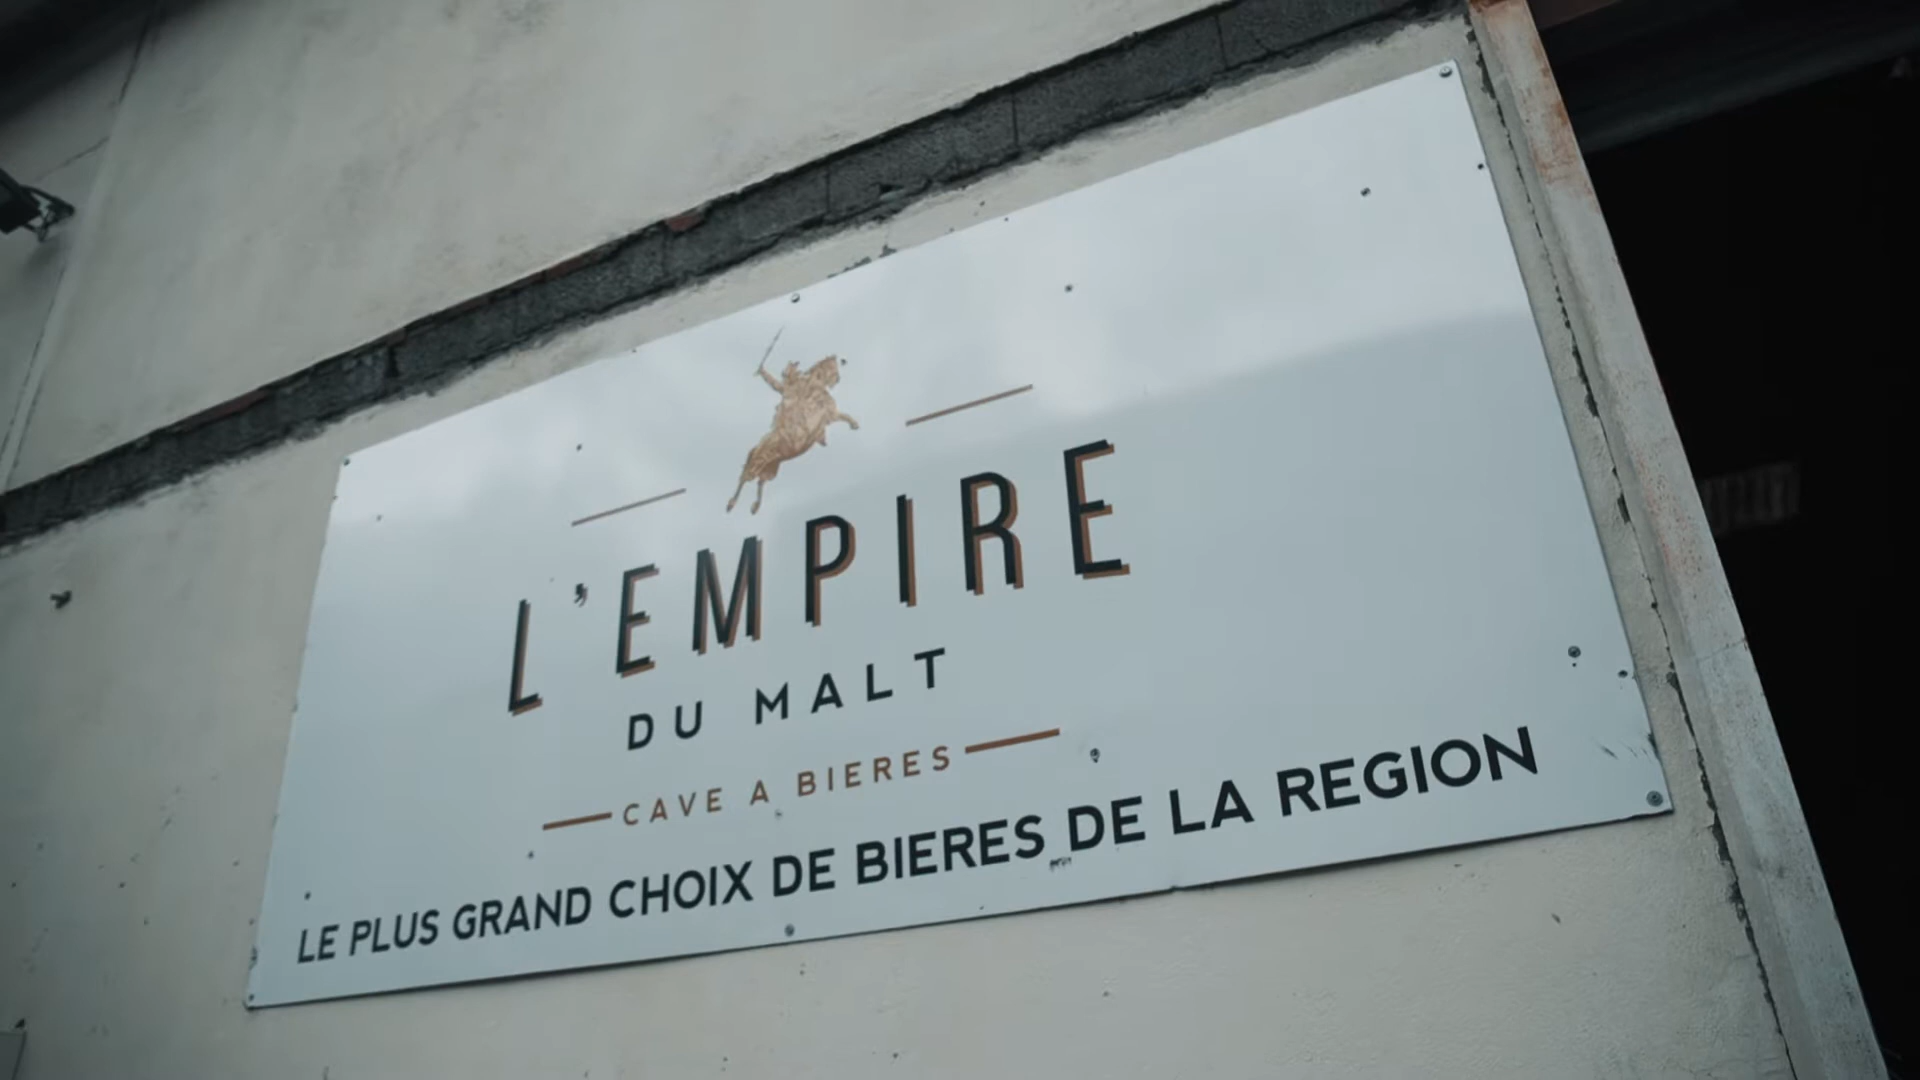 L'EMPIRE
DU MALT
CAVE A BIERES
LE PLUS GRAND CHOIX DE BIERES DE LA REGION